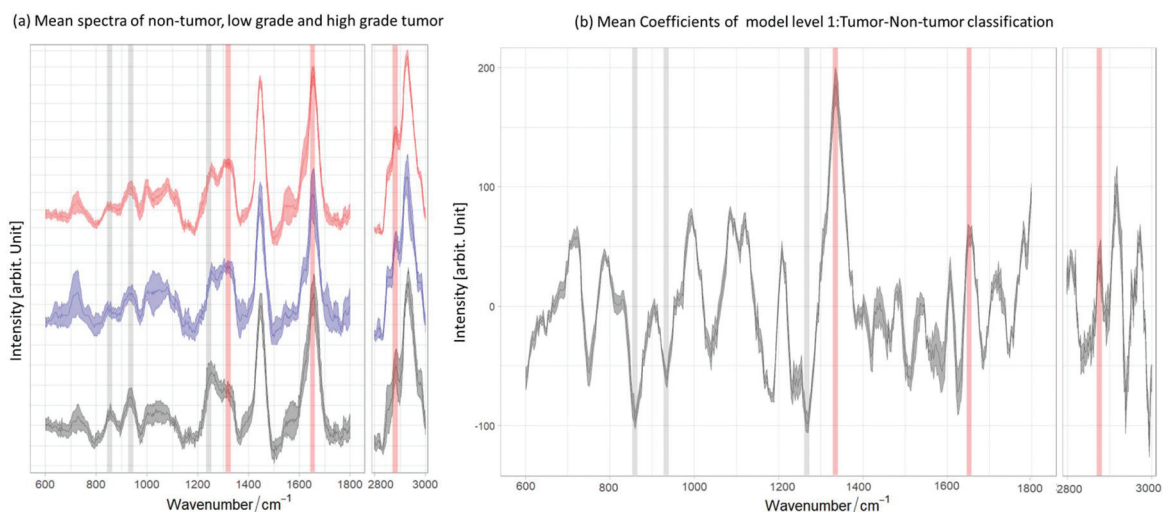 (a) Mean spectra of non-tumor, low grade and high grade tumor
Intensity [arbit. Unit]
600 800 1000 1200 1400 1600 1800 2800 3000
Wavenumber/cm⁻¹
(b) Mean Coefficients of model level 1:Tumor-Non-tumor classification
Intensity [arbit. Unit]
200
100
0
-100
600 800 1000 1200 1400 1600 1800 2800 3000
Wavenumber/cm⁻¹